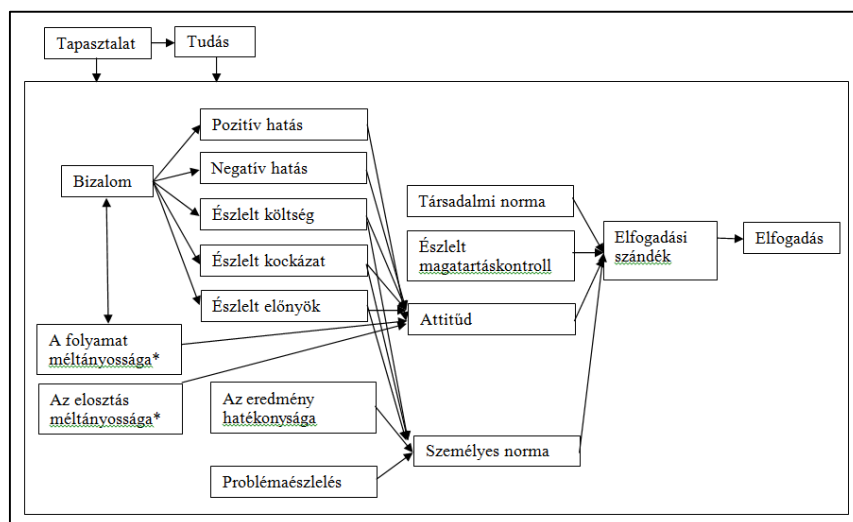 Tapasztalat
Tudás
Pozitív hatás
Negatív hatás
Bizalom
Észlelt költség
Észlelt kockázat
Észlelt előnyök
Társadalmi norma
Észlelt
magatartáskontroll
Elfogadási
szándék
Elfogadás
Attitűd
A folyamat
méltányossága*
Az elosztás
méltányossága*
Az eredmény
hatékonysága
Személyes norma
Problémaészlelés